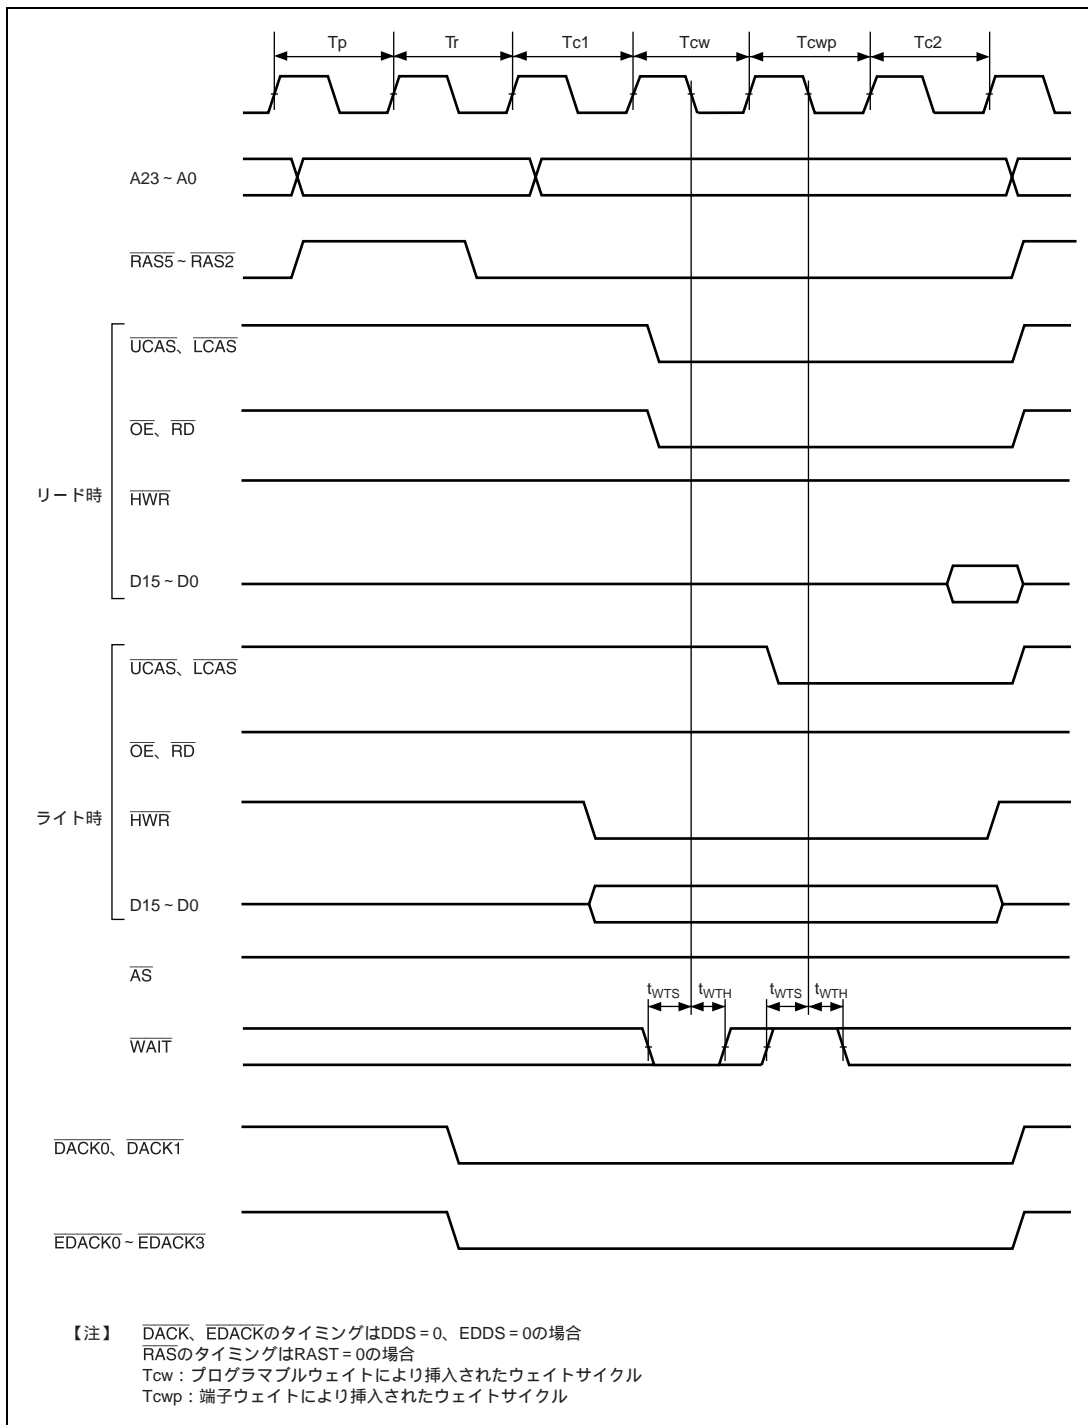 Tp Tr Tc1 Tcw Tcwp Tc2
A23~A0
RAS5~RAS2
UCAS、LCAS
OE、RD
リード時
HWR
D15~D0
UCAS、LCAS
OE、RD
ライト時
HWR
D15~D0
AS
tWTS tWTH tWTS tWTH
WAIT
DACK0、DACK1
EDACK0~EDACK3
【注】 DACK、EDACKのタイミングはDDS = 0、EDDS = 0の場合
RASのタイミングはRAST = 0の場合
Tcw : プログラマブルウェイトにより挿入されたウェイトサイクル
Tcwp : 端子ウェイトにより挿入されたウェイトサイクル